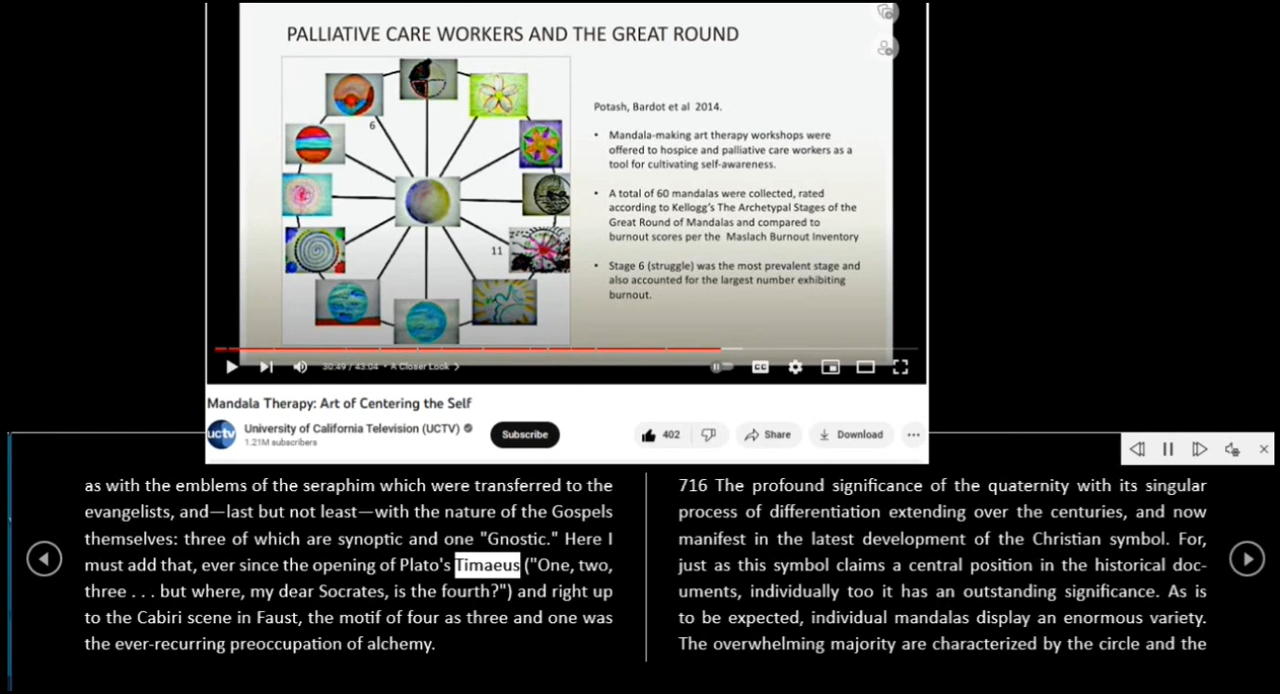 PALLIATIVE CARE WORKERS AND THE GREAT ROUND
6
11
Potash, Bardot et al 2014.
• Mandala-making art therapy workshops were
offered to hospice and palliative care workers as a
tool for cultivating self-awareness.
• A total of 60 mandalas were collected, rated
according to Kellogg's The Archetypal Stages of the
Great Round of Mandalas and compared to
burnout scores per the Maslach Burnout Inventory
• Stage 6 (struggle) was the most prevalent stage and
also accounted for the largest number exhibiting
burnout.
30:49 / 43:04 • A Closer Look >
CC
Mandala Therapy: Art of Centering the Self
uctv
University of California Television (UCTV)
1.21M subscribers
Subscribe
402
Share
Download
as with the emblems of the seraphim which were transferred to the
evangelists, and—last but not least—with the nature of the Gospels
themselves: three of which are synoptic and one "Gnostic." Here I
must add that, ever since the opening of Plato's Timaeus ("One, two,
three . . . but where, my dear Socrates, is the fourth?") and right up
to the Cabiri scene in Faust, the motif of four as three and one was
the ever-recurring preoccupation of alchemy.
716 The profound significance of the quaternity with its singular
process of differentiation extending over the centuries, and now
manifest in the latest development of the Christian symbol. For,
just as this symbol claims a central position in the historical doc-
uments, individually too it has an outstanding significance. As is
to be expected, individual mandalas display an enormous variety.
The overwhelming majority are characterized by the circle and the